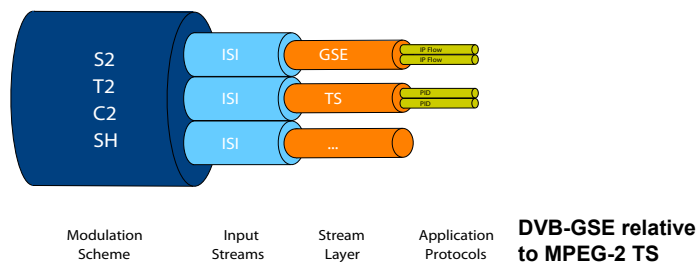 S2
T2
C2
SH
ISI
GSE
IP Flow
IP Flow
ISI
TS
PID
PID
ISI
...
Modulation
Scheme
Input
Streams
Stream
Layer
Application
Protocols
DVB-GSE relative
to MPEG-2 TS